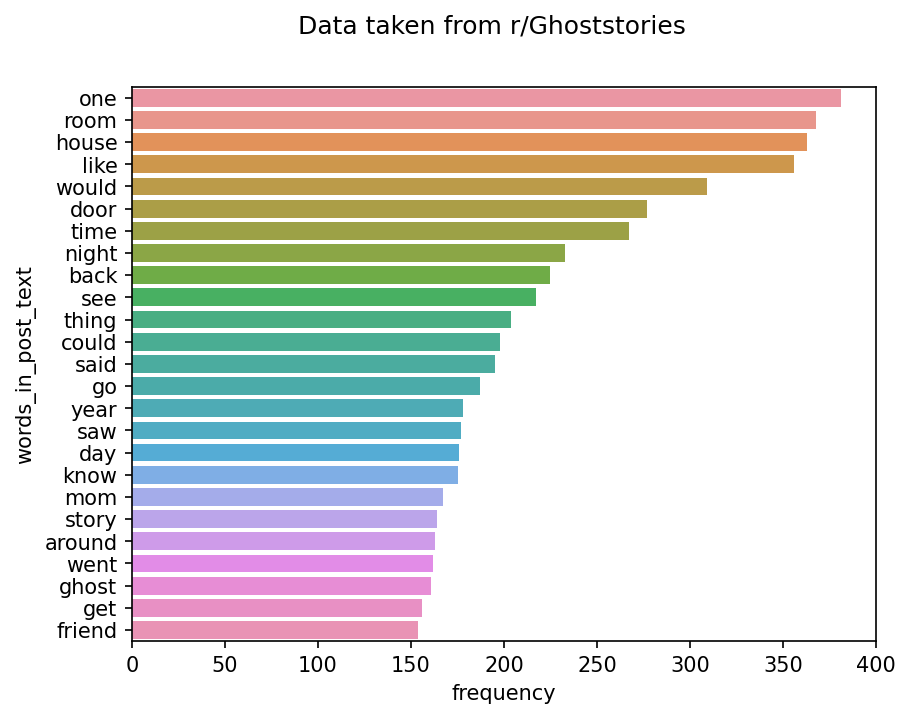 Data taken from r/Ghoststories
words_in_post_text
one
room
house
like
would
door
time
night
back
see
thing
could
said
go
year
saw
day
know
mom
story
around
went
ghost
get
friend
0 50 100 150 200 250 300 350 400
frequency